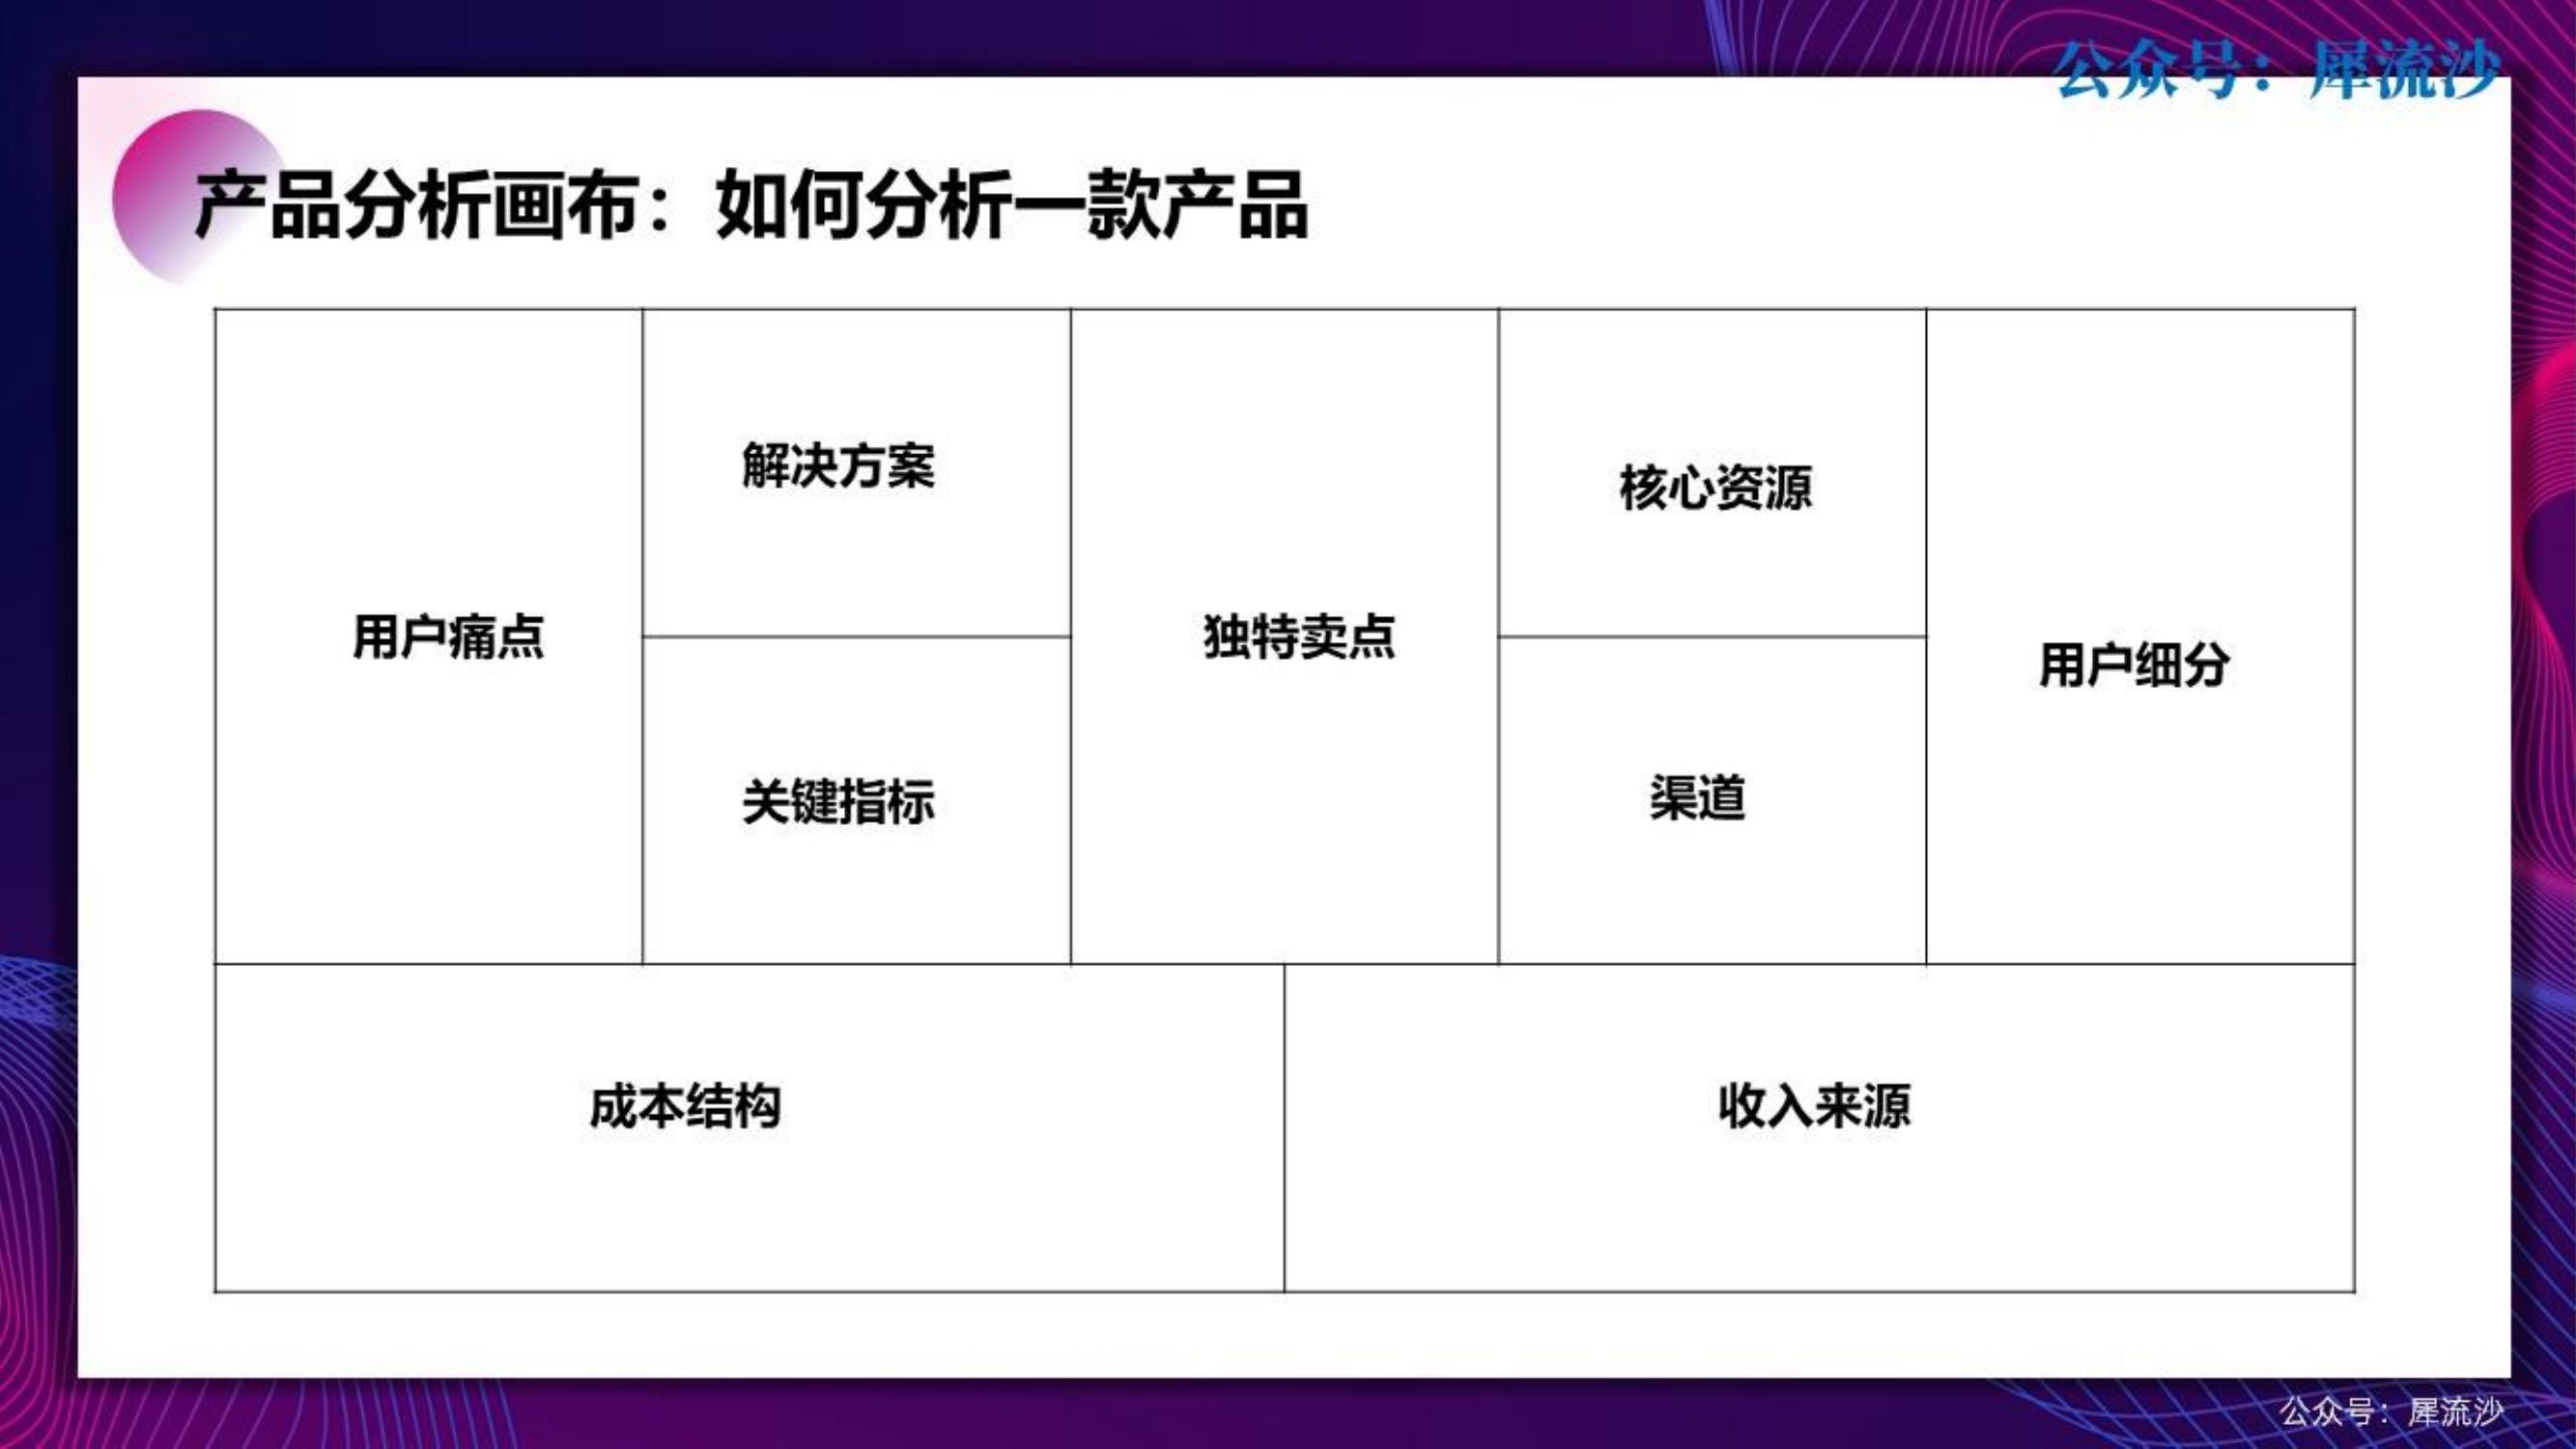 公众号：犀流沙
产品分析画布：如何分析一款产品
用户痛点
解决方案
关键指标
独特卖点
核心资源
渠道
用户细分
成本结构
收入来源
公众号：犀流沙